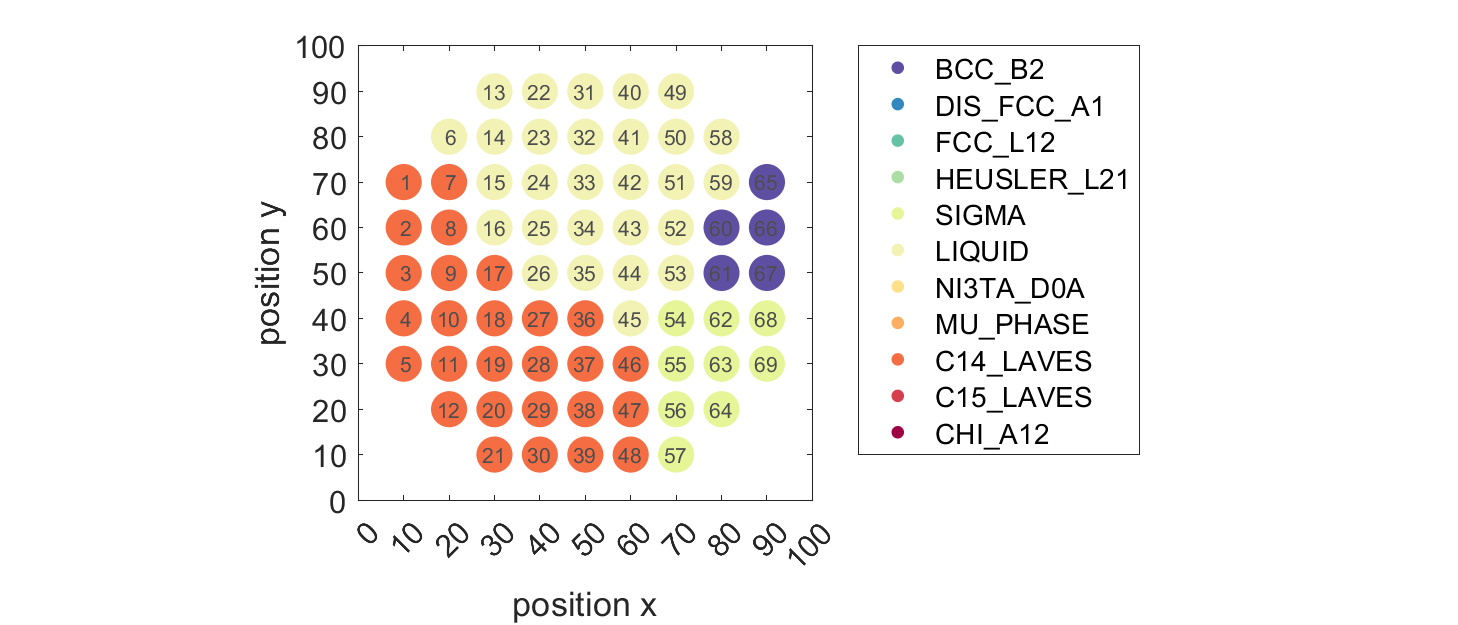 100
90
80
70
60
50
40
30
20
10
0
position y
13 22 31 40 49
6 14 23 32 41 50 58
1 7 15 24 33 42 51 59 65
2 8 16 25 34 43 52 60 66
3 9 17 26 35 44 53 61 67
4 10 18 27 36 45 54 62 68
5 11 19 28 37 46 55 63 69
12 20 29 38 47 56 64
21 30 39 48 57
0 10 20 30 40 50 60 70 80 90 100
position x
BCC_B2
DIS_FCC_A1
FCC_L12
HEUSLER_L21
SIGMA
LIQUID
NI3TA_D0A
MU_PHASE
C14_LAVES
C15_LAVES
CHI_A12